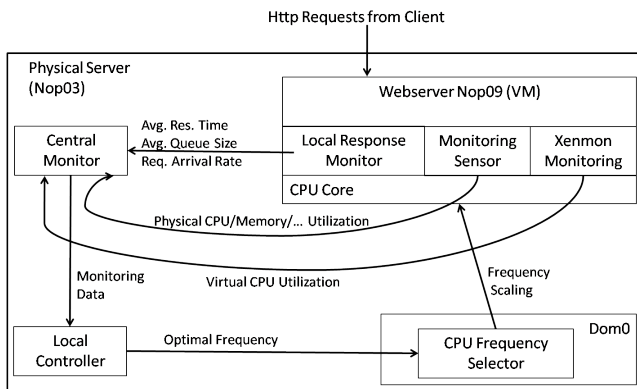 Http Requests from Client
Physical Server
(Nop03)
Webserver Nop09 (VM)
Avg. Res. Time
Avg. Queue Size
Req. Arrival Rate
Central
Monitor
Local Response
Monitor
Monitoring
Sensor
Xenmon
Monitoring
CPU Core
Physical CPU/Memory/... Utilization
Virtual CPU Utilization
Monitoring
Data
Frequency
Scaling
Local
Controller
Optimal Frequency
CPU Frequency
Selector
Dom0